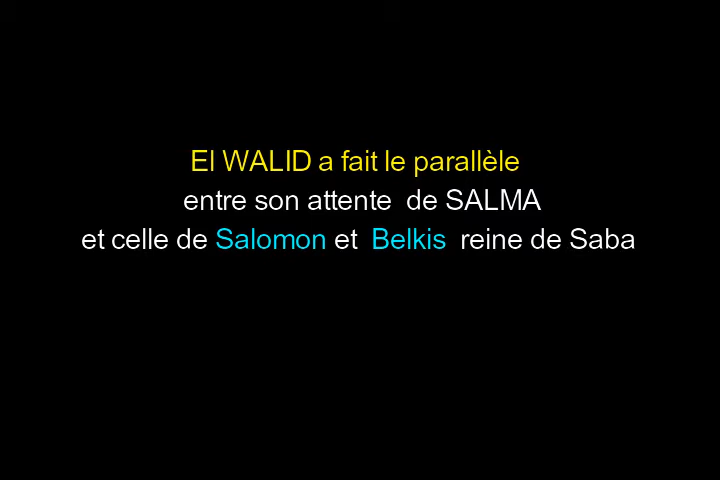 El WALID a fait le parallèle
entre son attente de SALMA
et celle de Salomon et Belkis reine de Saba